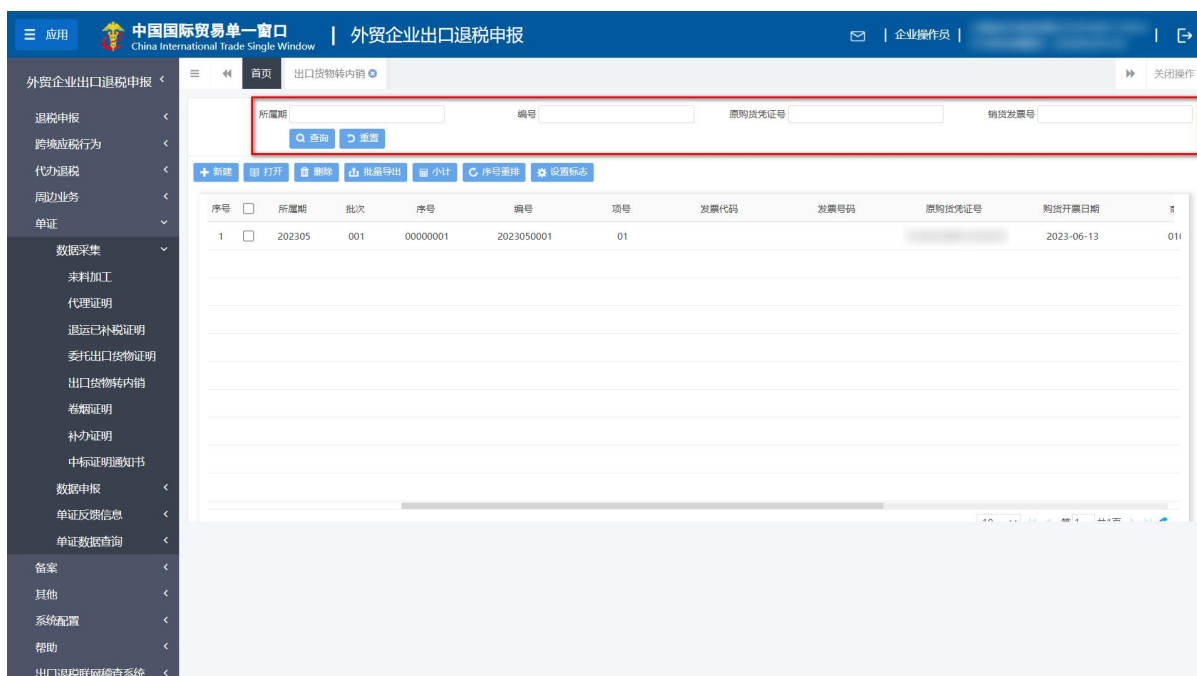 应用
中国国际贸易单一窗口
China International Trade Single Window
外贸企业出口退税申报
企业操作员
外贸企业出口退税申报
首页
出口货物转内销
关闭操作
退税申报
跨境应税行为
代办退税
周边业务
单证
数据采集
来料加工
代理证明
退运已补税证明
委托出口货物证明
出口货物转内销
卷烟证明
补办证明
中标证明通知书
数据申报
单证反馈信息
单证数据查询
备案
其他
系统配置
帮助
出口退税联网稽查系统
所属期 编号 原购货凭证号 销货发票号
查询 重置
新建 打开 删除 批量导出 小计 序号重排 设置标志
序号 所属期 批次 序号 编号 项号 发票代码 发票号码 原购货凭证号 购货开票日期
1 202305 001 00000001 2023050001 01 2023-06-13 01